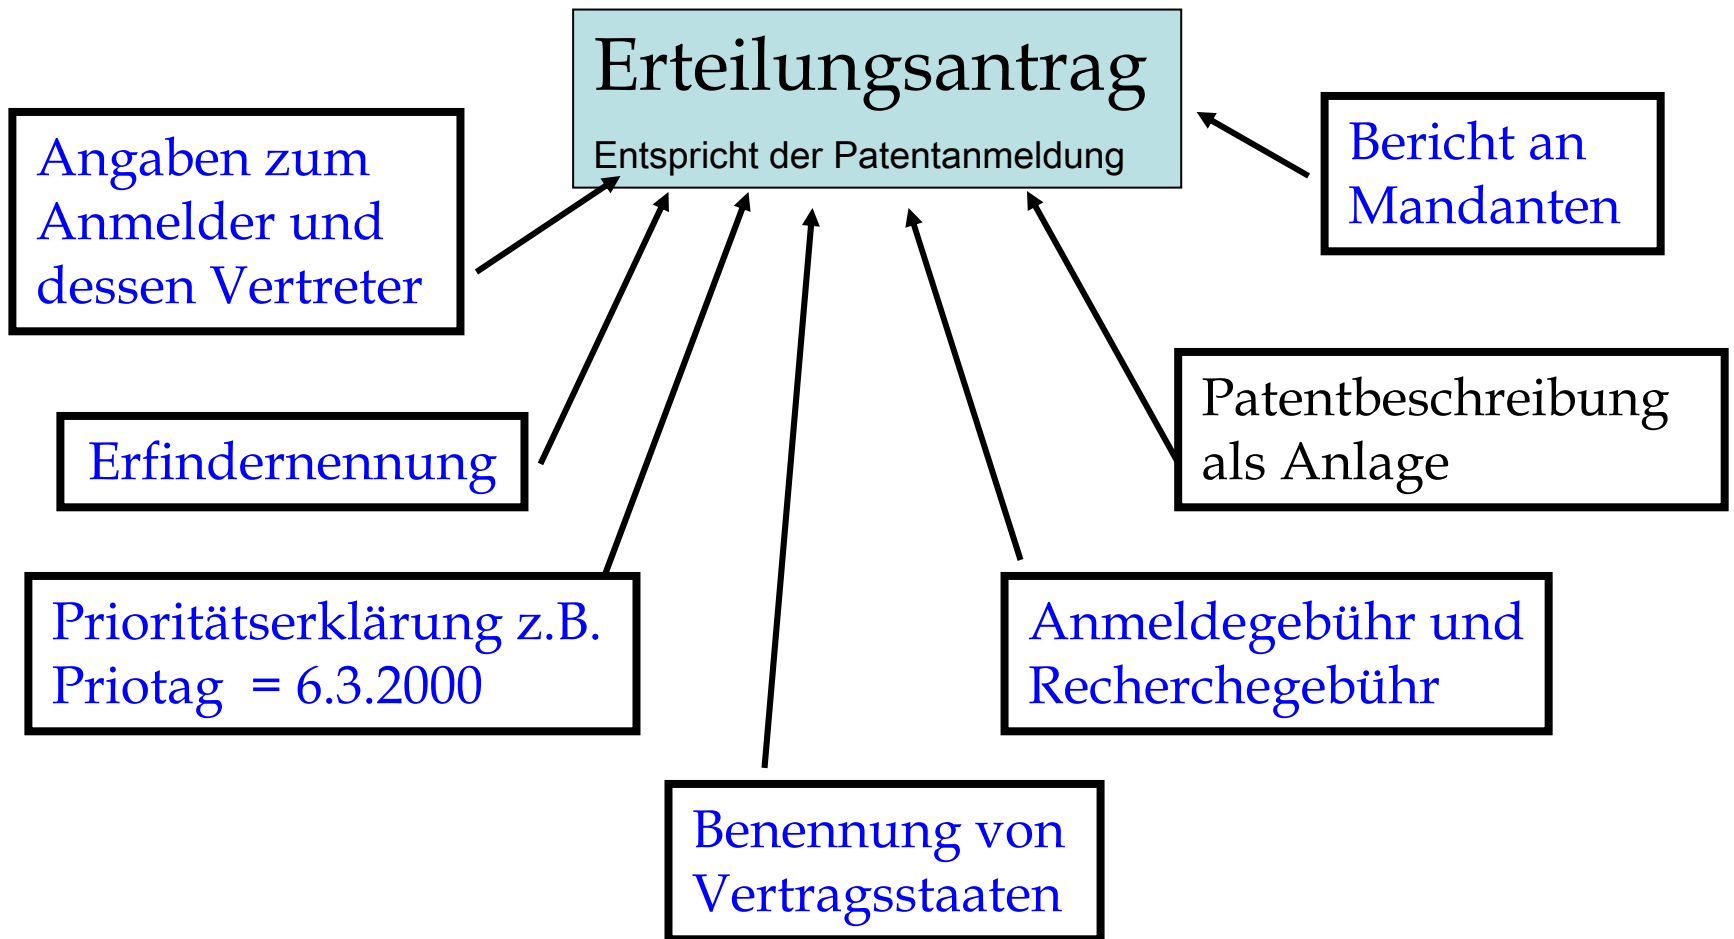 Erteilungsantrag
Entspricht der Patentanmeldung
Angaben zum
Anmelder und
dessen Vertreter
Bericht an
Mandanten
Erfindernennung
Patentbeschreibung
als Anlage
Prioritätserklärung z.B.
Priotag = 6.3.2000
Anmeldegebühr und
Recherchegebühr
Benennung von
Vertragsstaaten